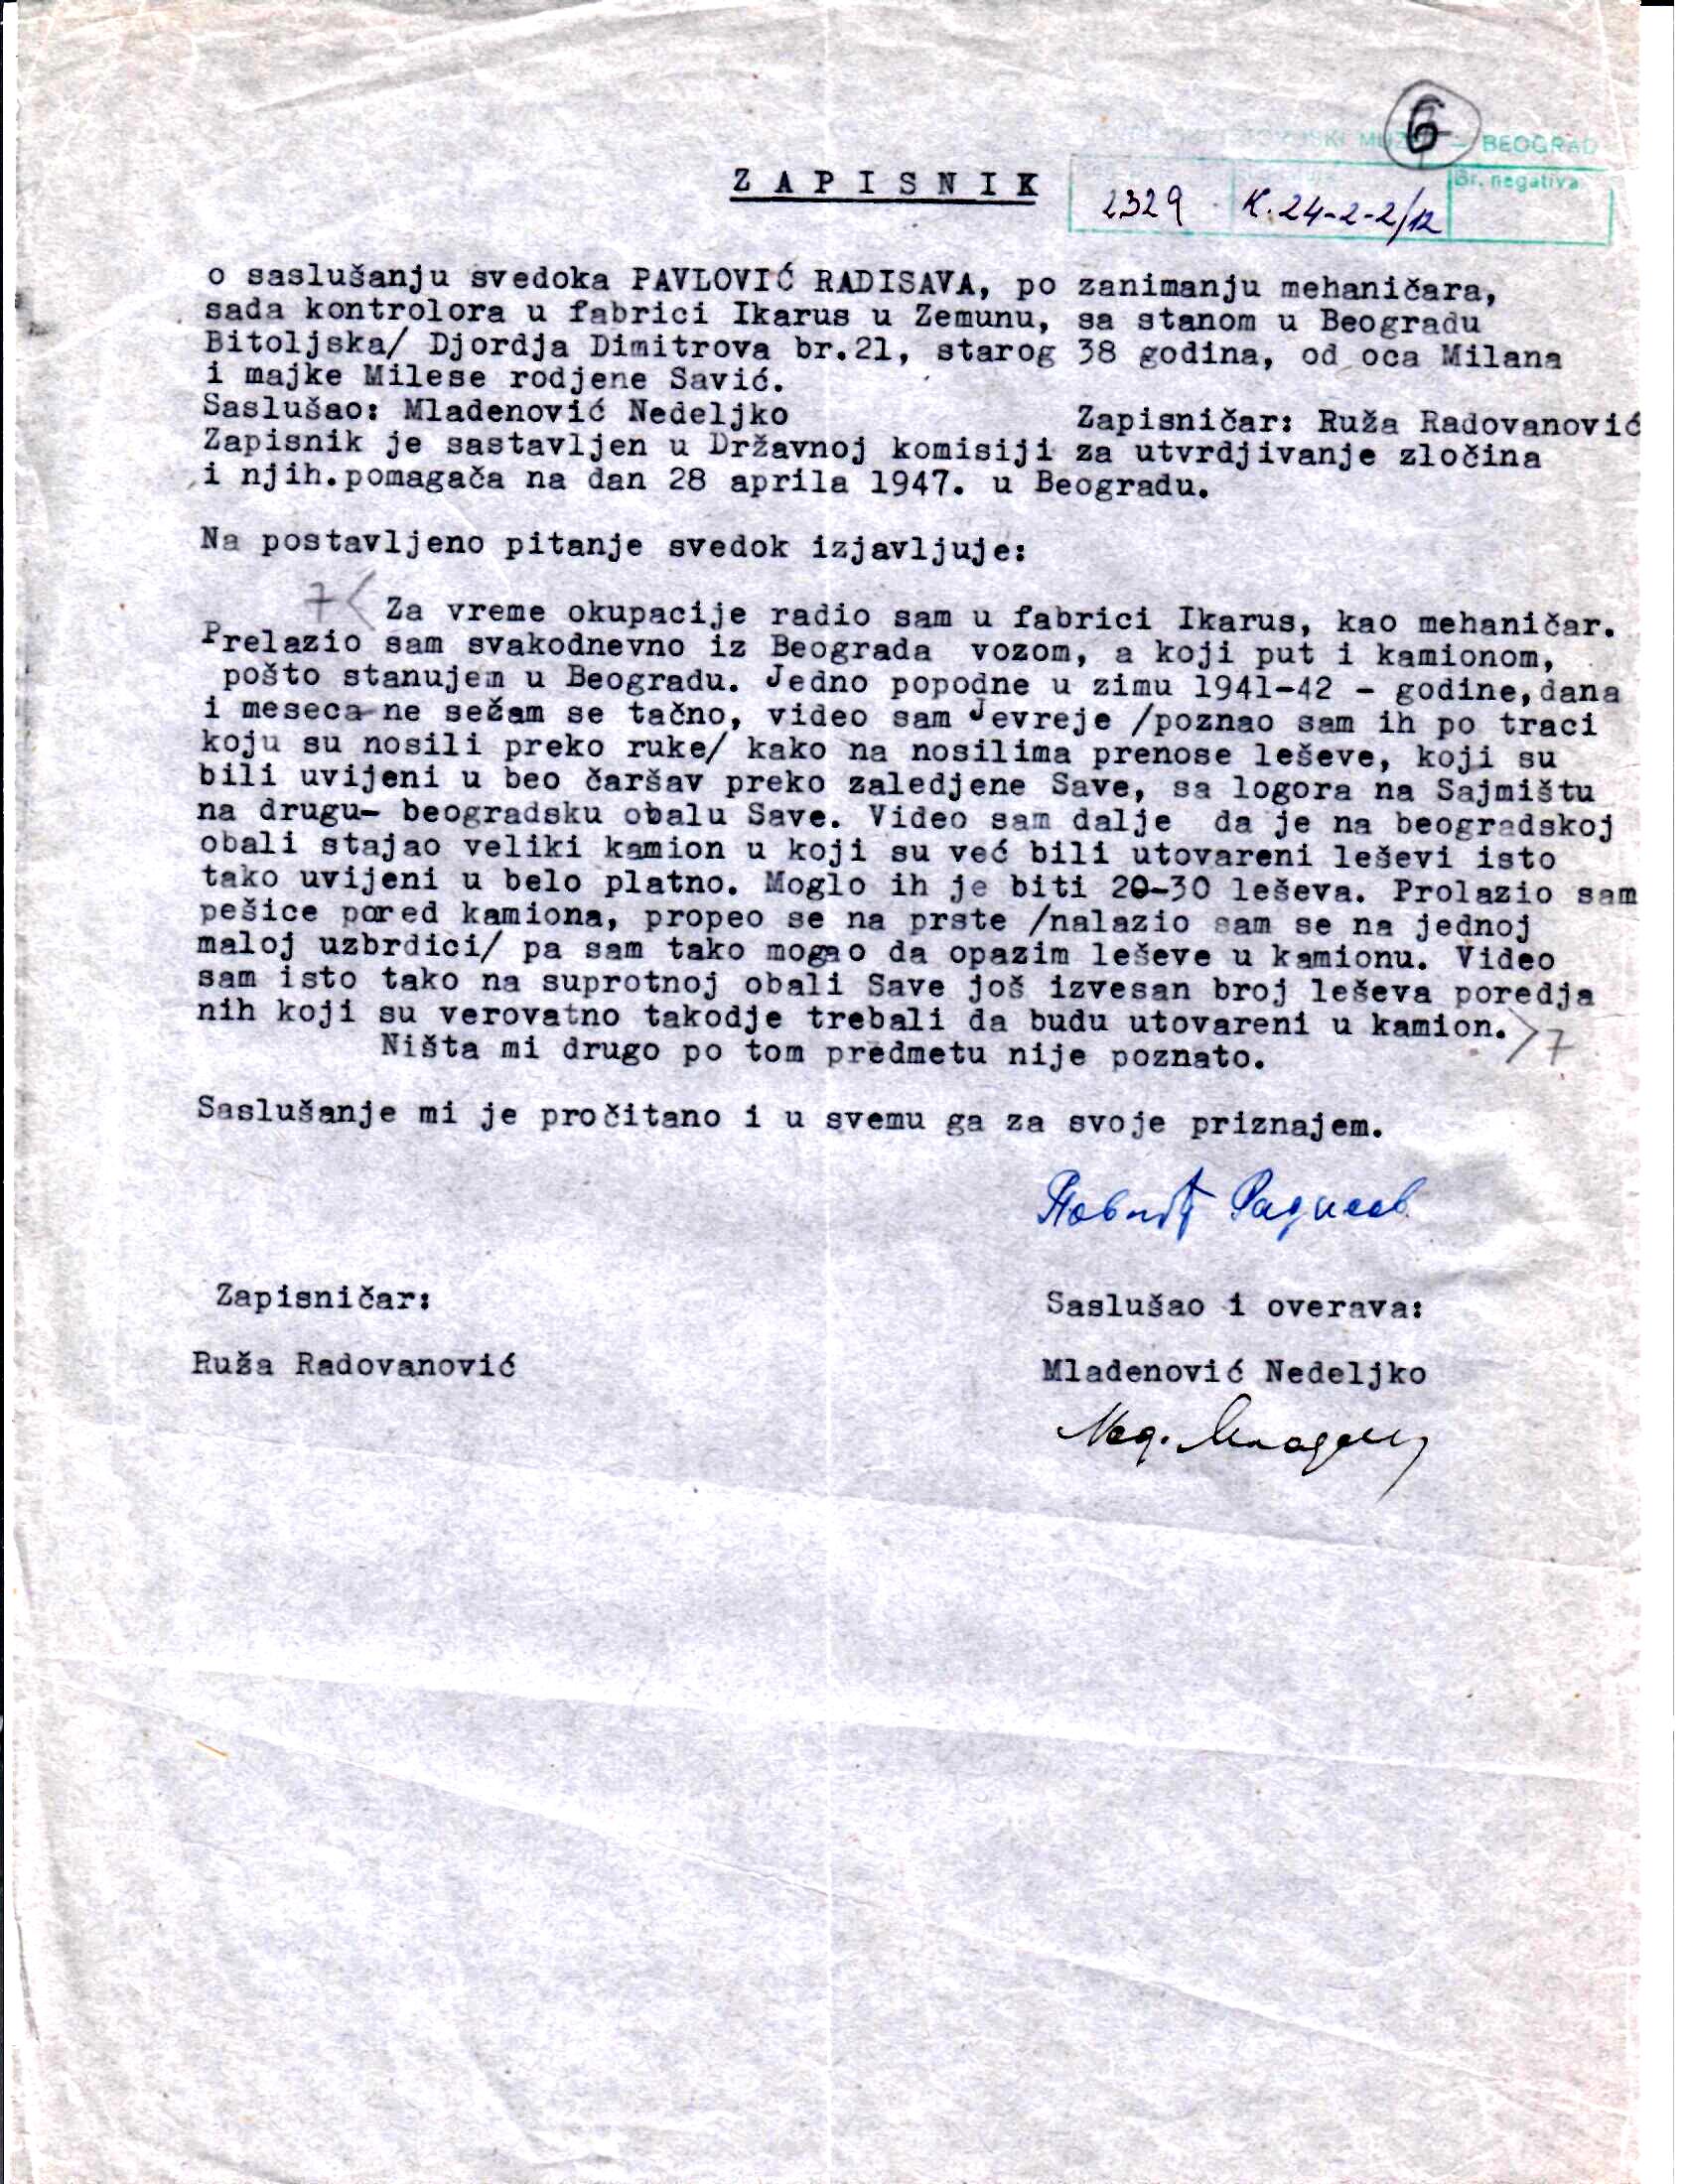 6
MUZEJ – BEOGRAD
Br. negativa
Z A P I S N I K
2329 K.24-2-2/12
o saslušanju svedoka PAVLOVIĆ RADISAVA, po zanimanju mehaničara,
sada kontrolora u fabrici Ikarus u Zemunu, sa stanom u Beogradu
Bitoljska/ Djordja Dimitrova br.21, starog 38 godina, od oca Milana
i majke Milese rodjene Savić.
Saslušao: Mladenović Nedeljko Zapisničar: Ruža Radovanović
Zapisnik je sastavljen u Državnoj komisiji za utvrdjivanje zločina
i njih.pomagača na dan 28 aprila 1947. u Beogradu.
Na postavljeno pitanje svedok izjavljuje:
7< Za vreme okupacije radio sam u fabrici Ikarus, kao mehaničar.
Prelazio sam svakodnevno iz Beograda vozom, a koji put i kamionom,
pošto stanujem u Beogradu. Jedno popodne u zimu 1941-42 - godine,dana
i meseca ne sećam se tačno, video sam Jevreje /poznao sam ih po traci
koju su nosili preko ruke/ kako na nosilima prenose leševe, koji su
bili uvijeni u beo čaršav preko zaledjene Save, sa logora na Sajmištu
na drugu- beogradsku obalu Save. Video sam dalje da je na beogradskoj
obali stajao veliki kamion u koji su već bili utovareni leševi isto
tako uvijeni u belo platno. Moglo ih je biti 20-30 leševa. Prolazio sam
pešice pored kamiona, propeo se na prste /nalazio sam se na jednoj
maloj uzbrdici/ pa sam tako mogao da opazim leševe u kamionu. Video
sam isto tako na suprotnoj obali Save još izvesan broj leševa poredja
nih koji su verovatno takodje trebali da budu utovareni u kamion. >7
Ništa mi drugo po tom predmetu nije poznato.
Saslušanje mi je pročitano i u svemu ga za svoje priznajem.
Zapisničar: Saslušao i overava:
Ruža Radovanović Mladenović Nedeljko